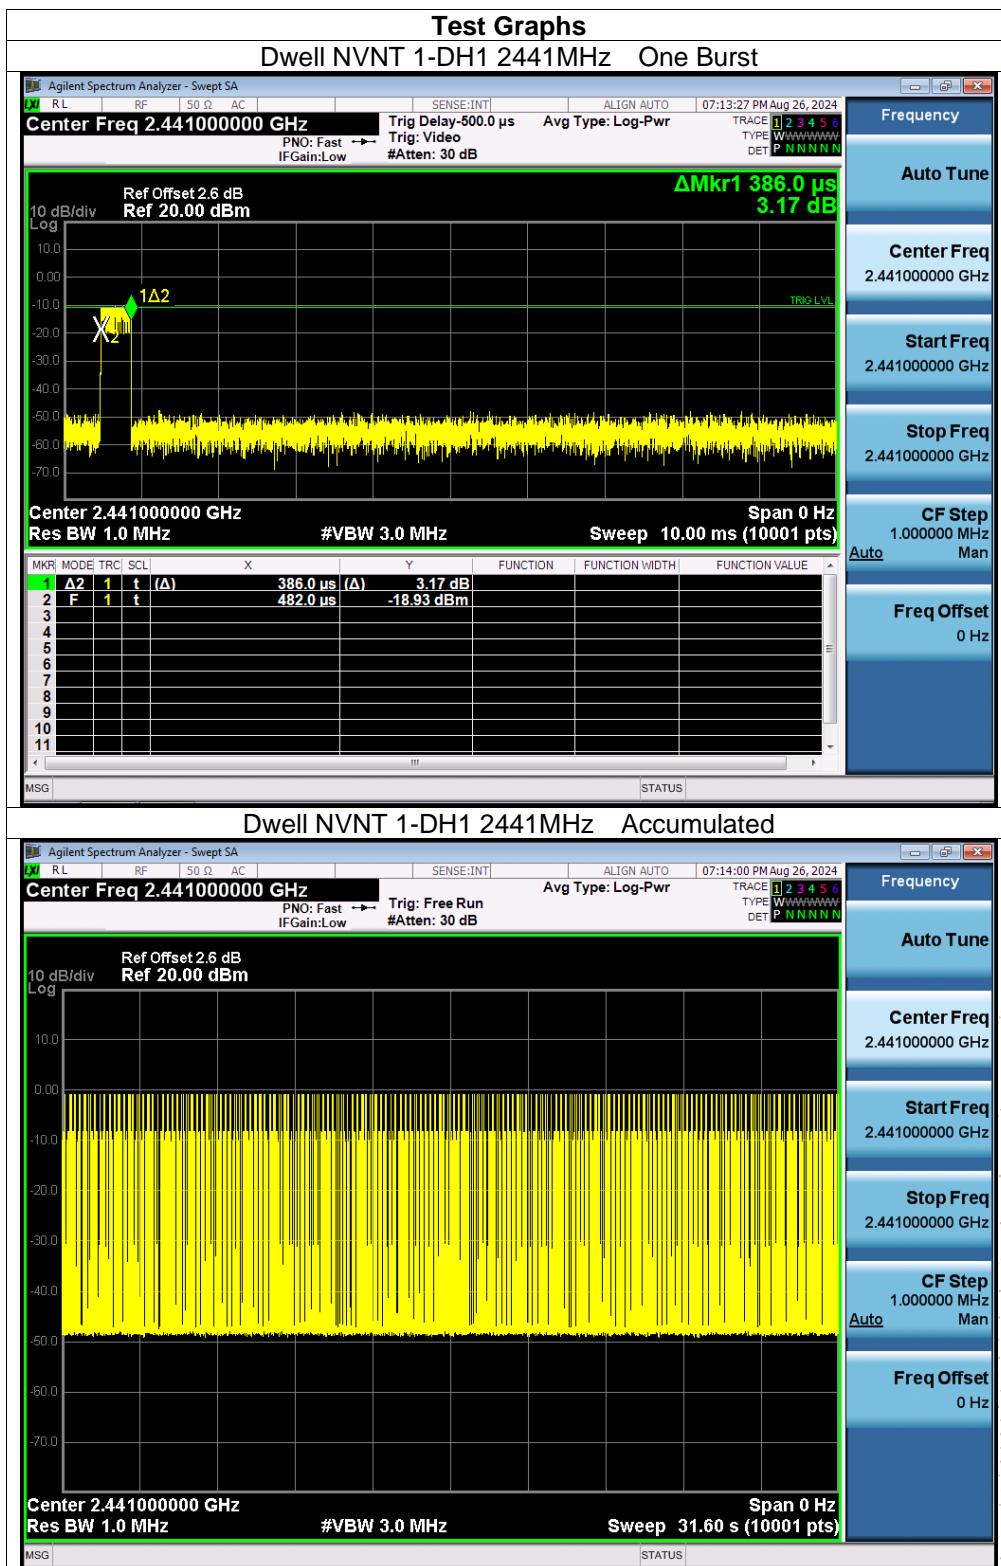 Test Graphs
Dwell NVNT 1-DH1 2441MHz One Burst
Agilent Spectrum Analyzer - Swept SA
LXI RL RF 50 Ω AC SENSE:INT ALIGN AUTO 07:13:27 PM Aug 26, 2024
Center Freq 2.441000000 GHz Trig Delay-500.0 µs Avg Type: Log-Pwr TRACE 1 2 3 4 5 6
PNO: Fast Trig: Video TYPE WWWWWW
IFGain:Low #Atten: 30 dB DET P N N N N N
Ref Offset 2.6 dB ΔMkr1 386.0 µs
10 dB/div Ref 20.00 dBm 3.17 dB
Log
10.0
0.00
-10.0 1Δ2 TRIG LVL
-20.0 X2
-30.0
-40.0
-50.0
-60.0
-70.0
Center 2.441000000 GHz Span 0 Hz
Res BW 1.0 MHz #VBW 3.0 MHz Sweep 10.00 ms (10001 pts)
MKR MODE TRC SCL X Y FUNCTION FUNCTION WIDTH FUNCTION VALUE
1 Δ2 1 t (Δ) 386.0 µs (Δ) 3.17 dB
2 F 1 t 482.0 µs -18.93 dBm
3
4
5
6
7
8
9
10
11
MSG STATUS
Frequency
Auto Tune
Center Freq
2.441000000 GHz
Start Freq
2.441000000 GHz
Stop Freq
2.441000000 GHz
CF Step
1.000000 MHz
Auto Man
Freq Offset
0 Hz
Dwell NVNT 1-DH1 2441MHz Accumulated
Agilent Spectrum Analyzer - Swept SA
LXI RL RF 50 Ω AC SENSE:INT ALIGN AUTO 07:14:00 PM Aug 26, 2024
Center Freq 2.441000000 GHz Avg Type: Log-Pwr TRACE 1 2 3 4 5 6
PNO: Fast Trig: Free Run TYPE WWWWWW
IFGain:Low #Atten: 30 dB DET P N N N N N
Ref Offset 2.6 dB
10 dB/div Ref 20.00 dBm
Log
10.0
0.00
-10.0
-20.0
-30.0
-40.0
-50.0
-60.0
-70.0
Center 2.441000000 GHz Span 0 Hz
Res BW 1.0 MHz #VBW 3.0 MHz Sweep 31.60 s (10001 pts)
MSG STATUS
Frequency
Auto Tune
Center Freq
2.441000000 GHz
Start Freq
2.441000000 GHz
Stop Freq
2.441000000 GHz
CF Step
1.000000 MHz
Auto Man
Freq Offset
0 Hz